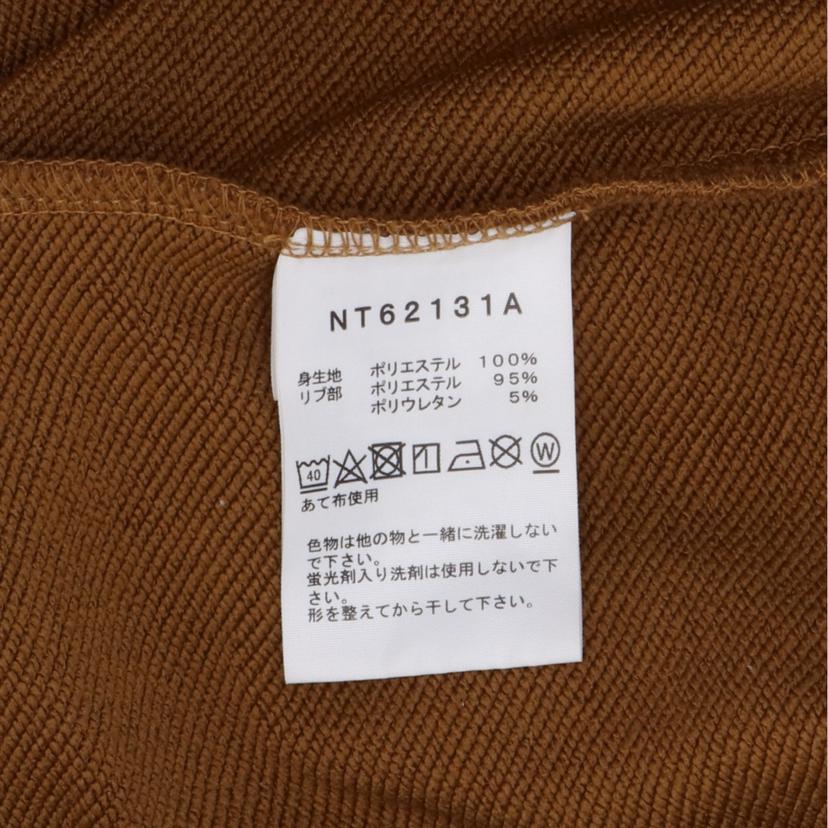 NT62131A
身生地 ポリエステル 100%
リブ部 ポリエステル 95%
ポリウレタン 5%
40 W
あて布使用
色物は他の物と一緒に洗濯しない
で下さい。
蛍光剤入り洗剤は使用しないで下
さい。
形を整えてから干して下さい。